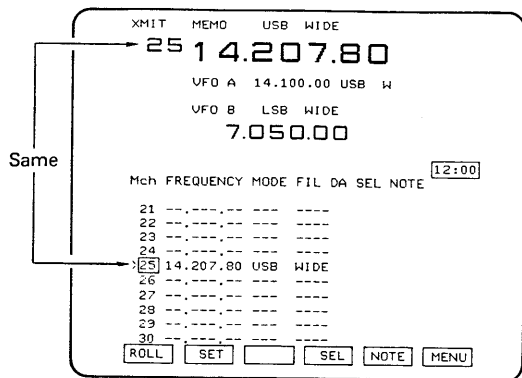 XMIT MEMO USB WIDE
25 14.207.80
VFO A 14.100.00 USB W
VFO B LSB WIDE
7.050.00
Same
12:00
Mch FREQUENCY MODE FIL DA SEL NOTE
21 --.---.-- --- ----
22 --.---.-- --- ----
23 --.---.-- --- ----
24 --.---.-- --- ----
>25 14.207.80 USB WIDE
26 --.---.-- --- ----
27 --.---.-- --- ----
28 --.---.-- --- ----
29 --.---.-- --- ----
30 --.---.-- --- ----
ROLL SET SEL NOTE MENU